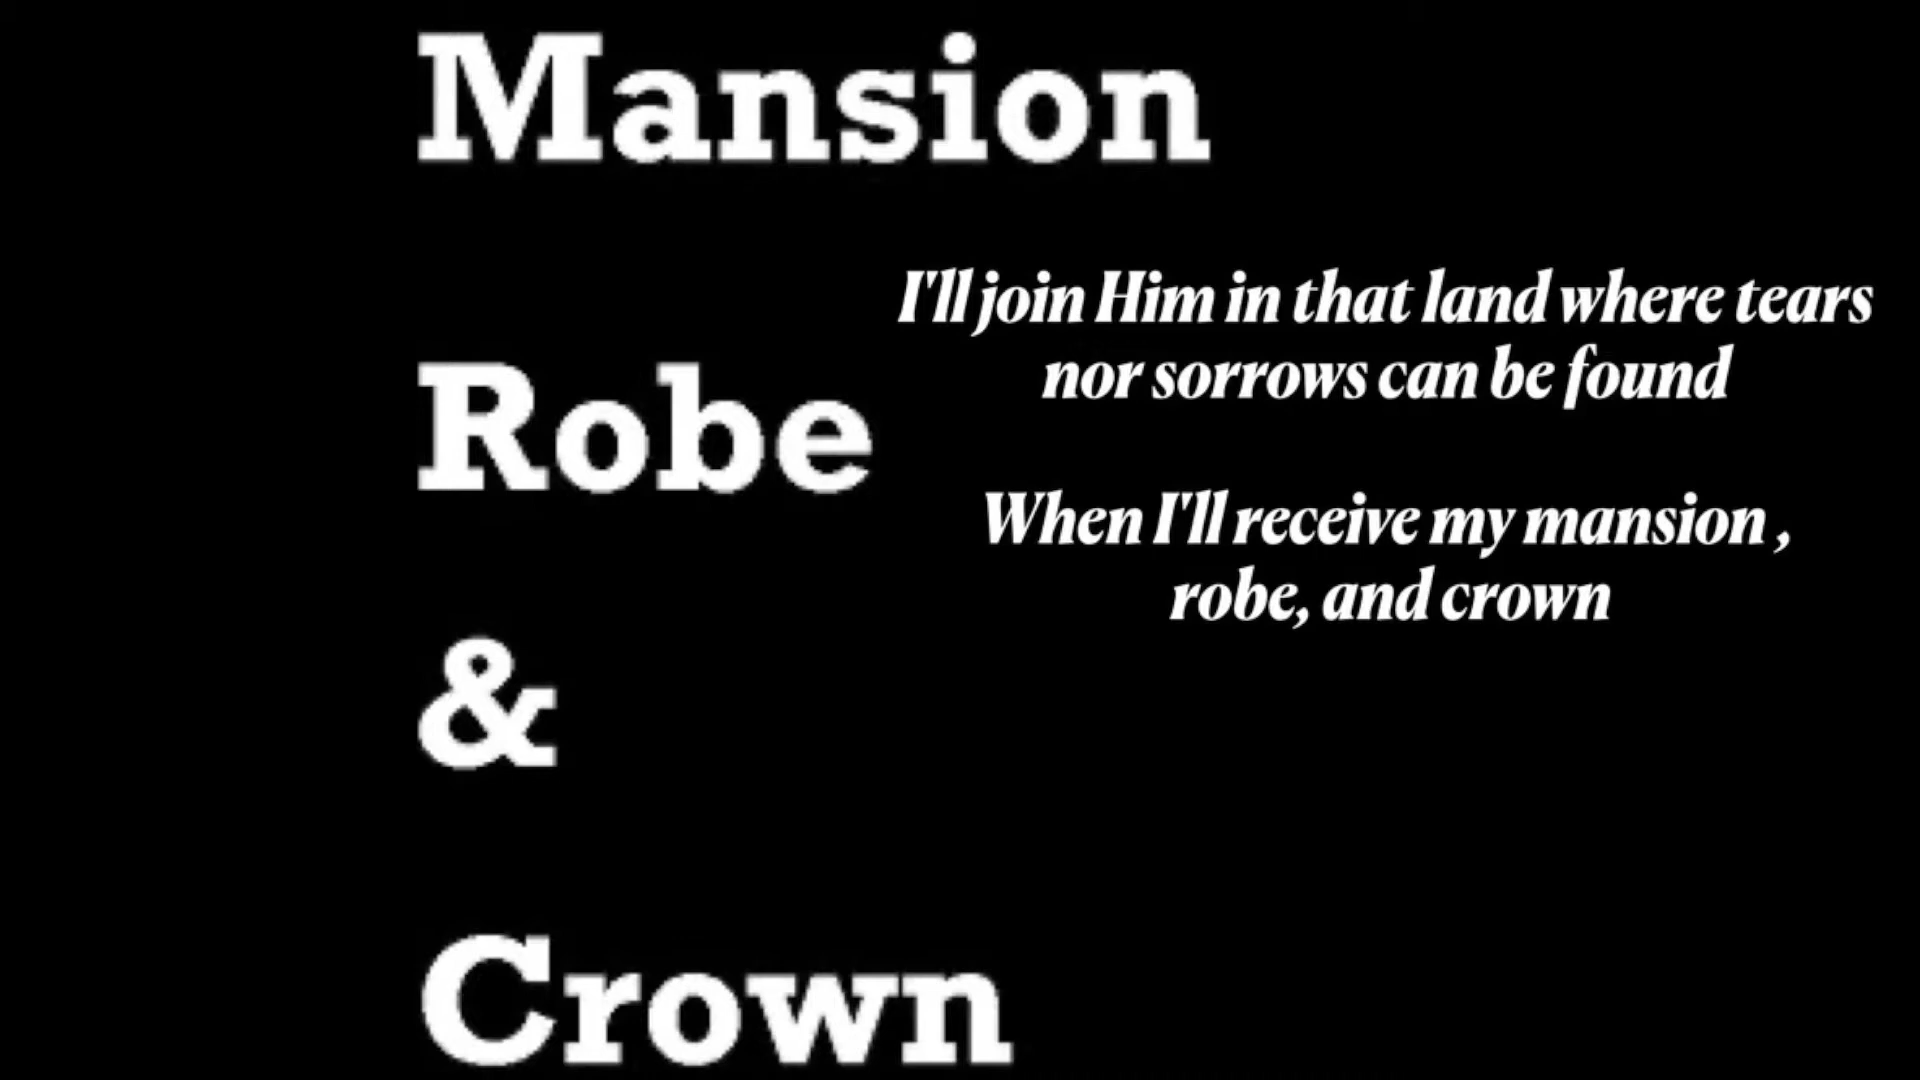 Mansion
Robe
&
Crown
I'll join Him in that land where tears
nor sorrows can be found
When I'll receive my mansion ,
robe, and crown